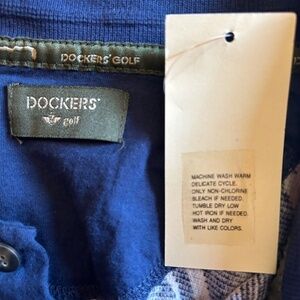 DOCKERS® GOLF
DOCKERS®
golf
MACHINE WASH WARM
DELICATE CYCLE.
ONLY NON-CHLORINE
BLEACH IF NEEDED.
TUMBLE DRY LOW
HOT IRON IF NEEDED.
WASH AND DRY
WITH LIKE COLORS.